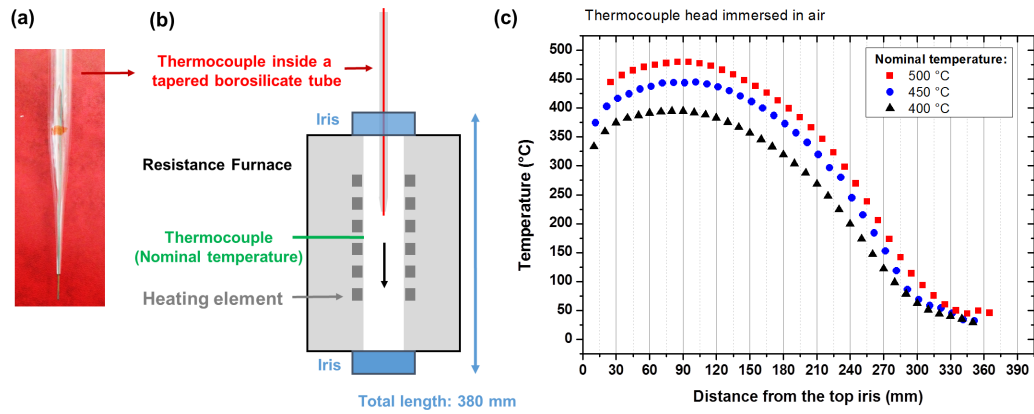 (a)
(b)
Thermocouple inside a
tapered borosilicate tube
Iris
Resistance Furnace
Thermocouple
(Nominal temperature)
Heating element
Iris
Total length: 380 mm
(c)
Thermocouple head immersed in air
Nominal temperature:
500 °C
450 °C
400 °C
Temperature (°C)
500
450
400
350
300
250
200
150
100
50
0
0 30 60 90 120 150 180 210 240 270 300 330 360 390
Distance from the top iris (mm)